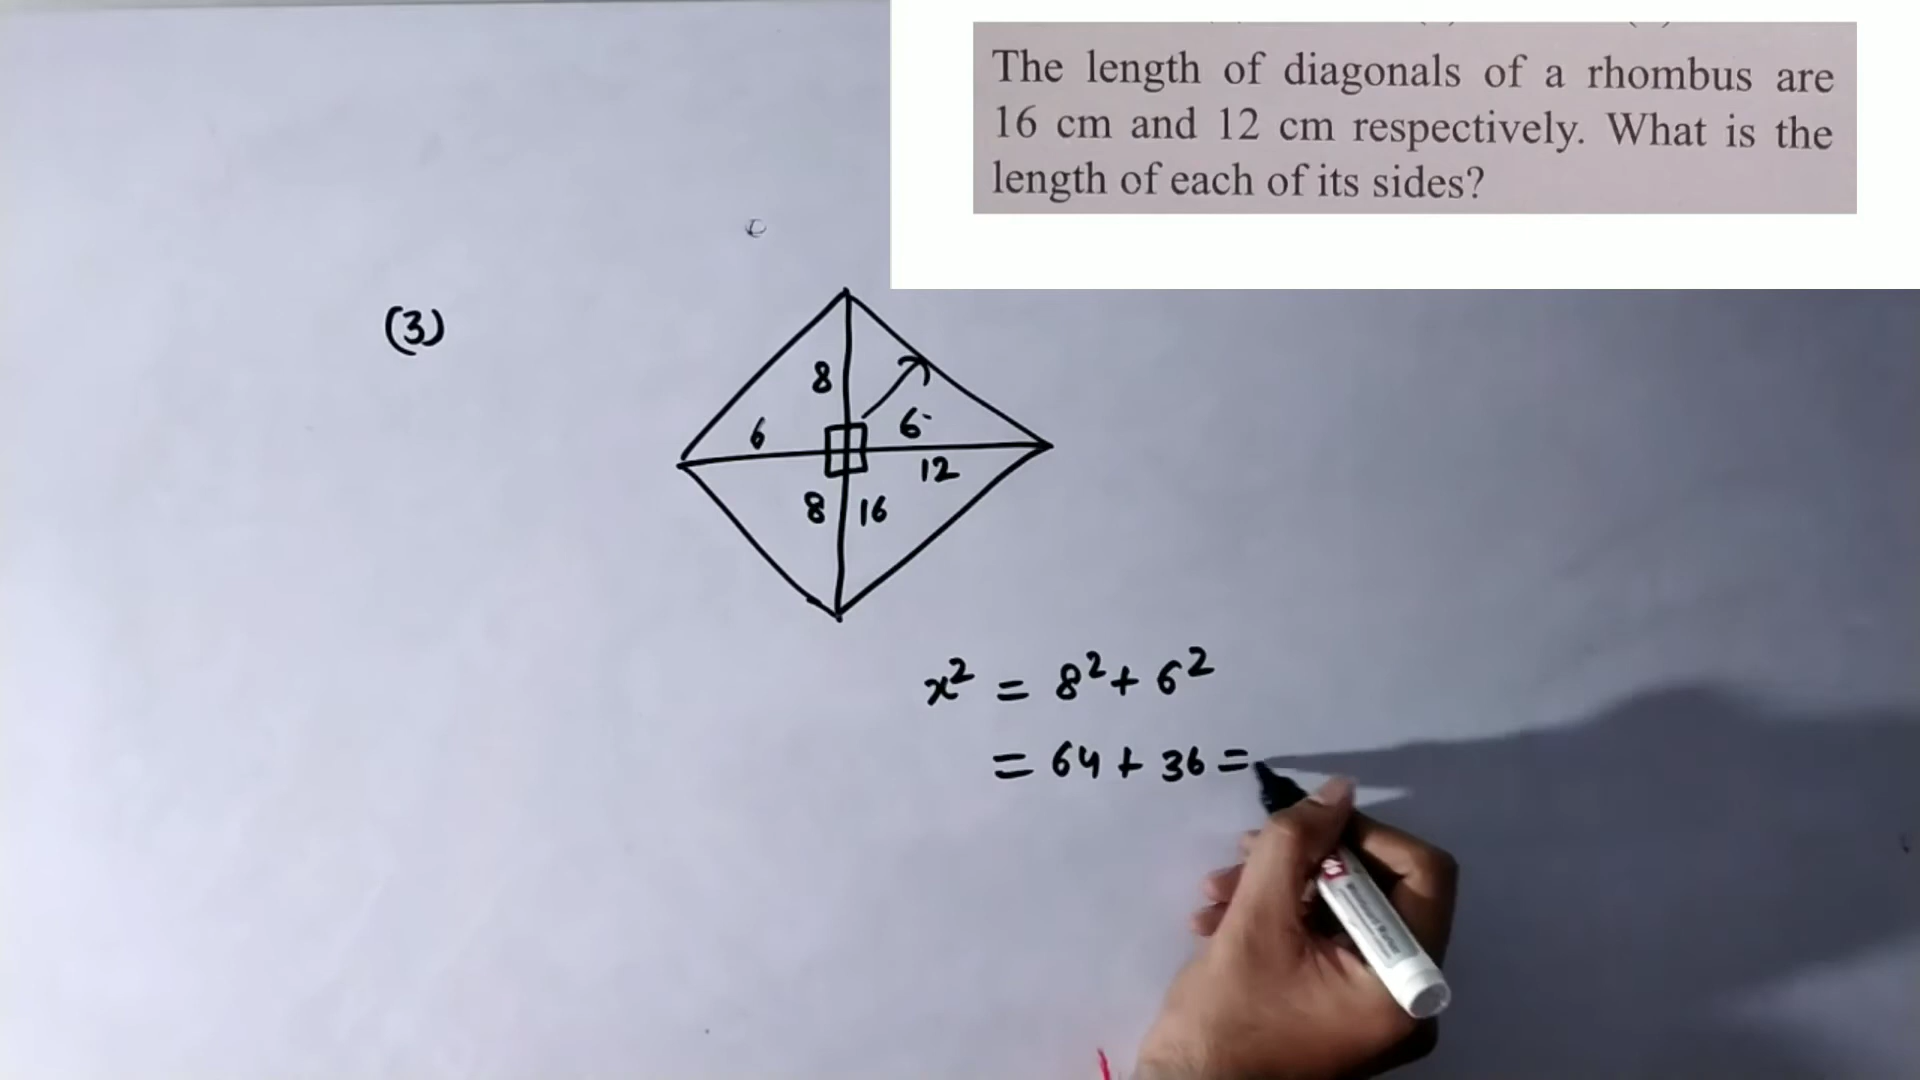 The length of diagonals of a rhombus are
16 cm and 12 cm respectively. What is the
length of each of its sides?
(3)
8
6 6
12
8 16
x² = 8² + 6²
= 64 + 36 =